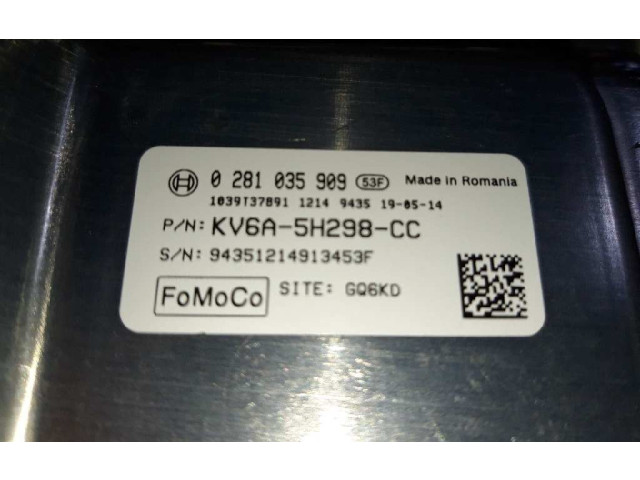 0 281 035 909 53F Made in Romania
1039T37891 1214 9435 19-05-14
P/N: KV6A-5H298-CC
S/N: 94351214913453F
FoMoCo SITE: GQ6KD